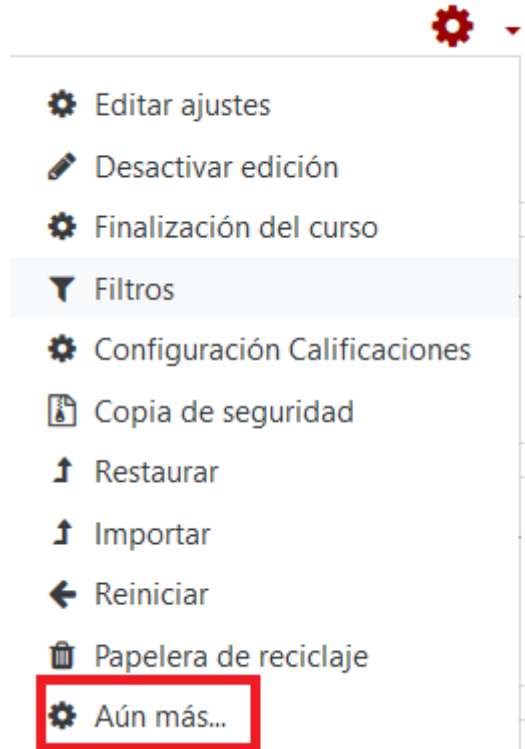 Editar ajustes
Desactivar edición
Finalización del curso
Filtros
Configuración Calificaciones
Copia de seguridad
Restaurar
Importar
Reiniciar
Papelera de reciclaje
Aún más...